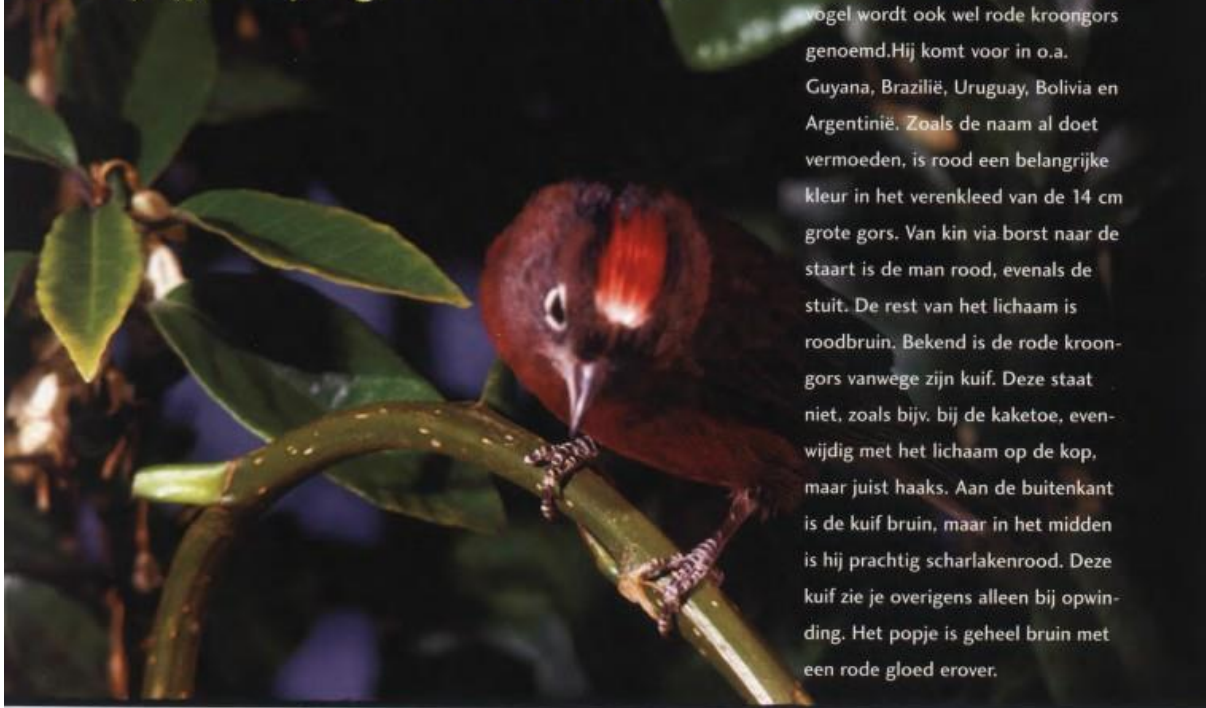 vogel wordt ook wel rode kroongors
genoemd.Hij komt voor in o.a.
Guyana, Brazilië, Uruguay, Bolivia en
Argentinië. Zoals de naam al doet
vermoeden, is rood een belangrijke
kleur in het verenkleed van de 14 cm
grote gors. Van kin via borst naar de
staart is de man rood, evenals de
stuit. De rest van het lichaam is
roodbruin. Bekend is de rode kroon-
gors vanwege zijn kuif. Deze staat
niet, zoals bijv. bij de kaketoe, even-
wijdig met het lichaam op de kop,
maar juist haaks. Aan de buitenkant
is de kuif bruin, maar in het midden
is hij prachtig scharlakenrood. Deze
kuif zie je overigens alleen bij opwin-
ding. Het popje is geheel bruin met
een rode gloed erover.